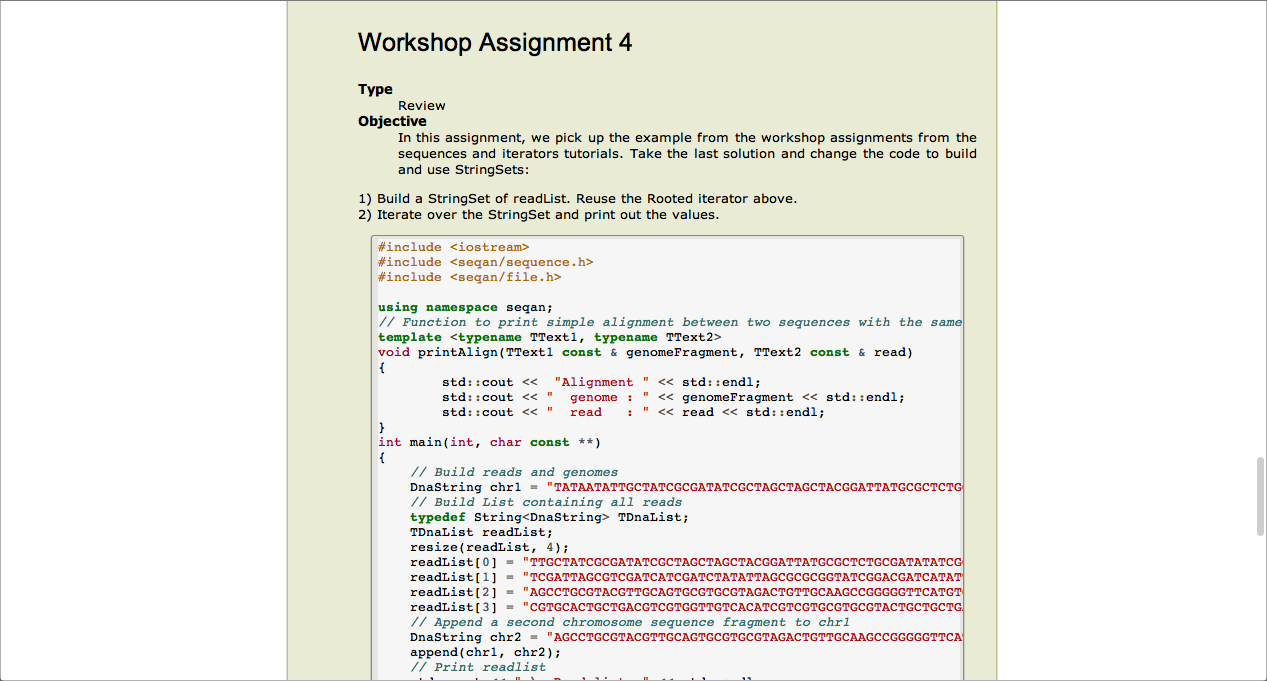 Workshop Assignment 4
Type
Review
Objective
In this assignment, we pick up the example from the workshop assignments from the
sequences and iterators tutorials. Take the last solution and change the code to build
and use StringSets:
1) Build a StringSet of readList. Reuse the Rooted iterator above.
2) Iterate over the StringSet and print out the values.
#include <iostream>
#include <seqan/sequence.h>
#include <seqan/file.h>
using namespace seqan;
// Function to print simple alignment between two sequences with the same
template <typename TText1, typename TText2>
void printAlign(TText1 const & genomeFragment, TText2 const & read)
{
std::cout <<  "Alignment " << std::endl;
std::cout << "  genome : " << genomeFragment << std::endl;
std::cout << "  read   : " << read << std::endl;
}
int main(int, char const **)
{
// Build reads and genomes
DnaString chr1 = "TATAATATTGCTATCGCGATATCGCTAGCTAGCTACGGATTATGCGCTCTG
// Build List containing all reads
typedef String<DnaString> TDnaList;
TDnaList readList;
resize(readList, 4);
readList[0] = "TTGCTATCGCGATATCGCTAGCTAGCTACGGATTATGCGCTCTGCGATATATCG
readList[1] = "TCGATTAGCGTCGATCATCGATCTATATTAGCGCGCGGTATCGGACGATCATAT
readList[2] = "AGCCTGCGTACGTTGCAGTGCGTGCGTAGACTGTTGCAAGCCGGGGGTTCATGT
readList[3] = "CGTGCACTGCTGACGTCGTGGTTGTCACATCGTCGTGCGTGCGTACTGCTGCTG
// Append a second chromosome sequence fragment to chr1
DnaString chr2 = "AGCCTGCGTACGTTGCAGTGCGTGCGTAGACTGTTGCAAGCCGGGGGTTCA
append(chr1, chr2);
// Print readlist